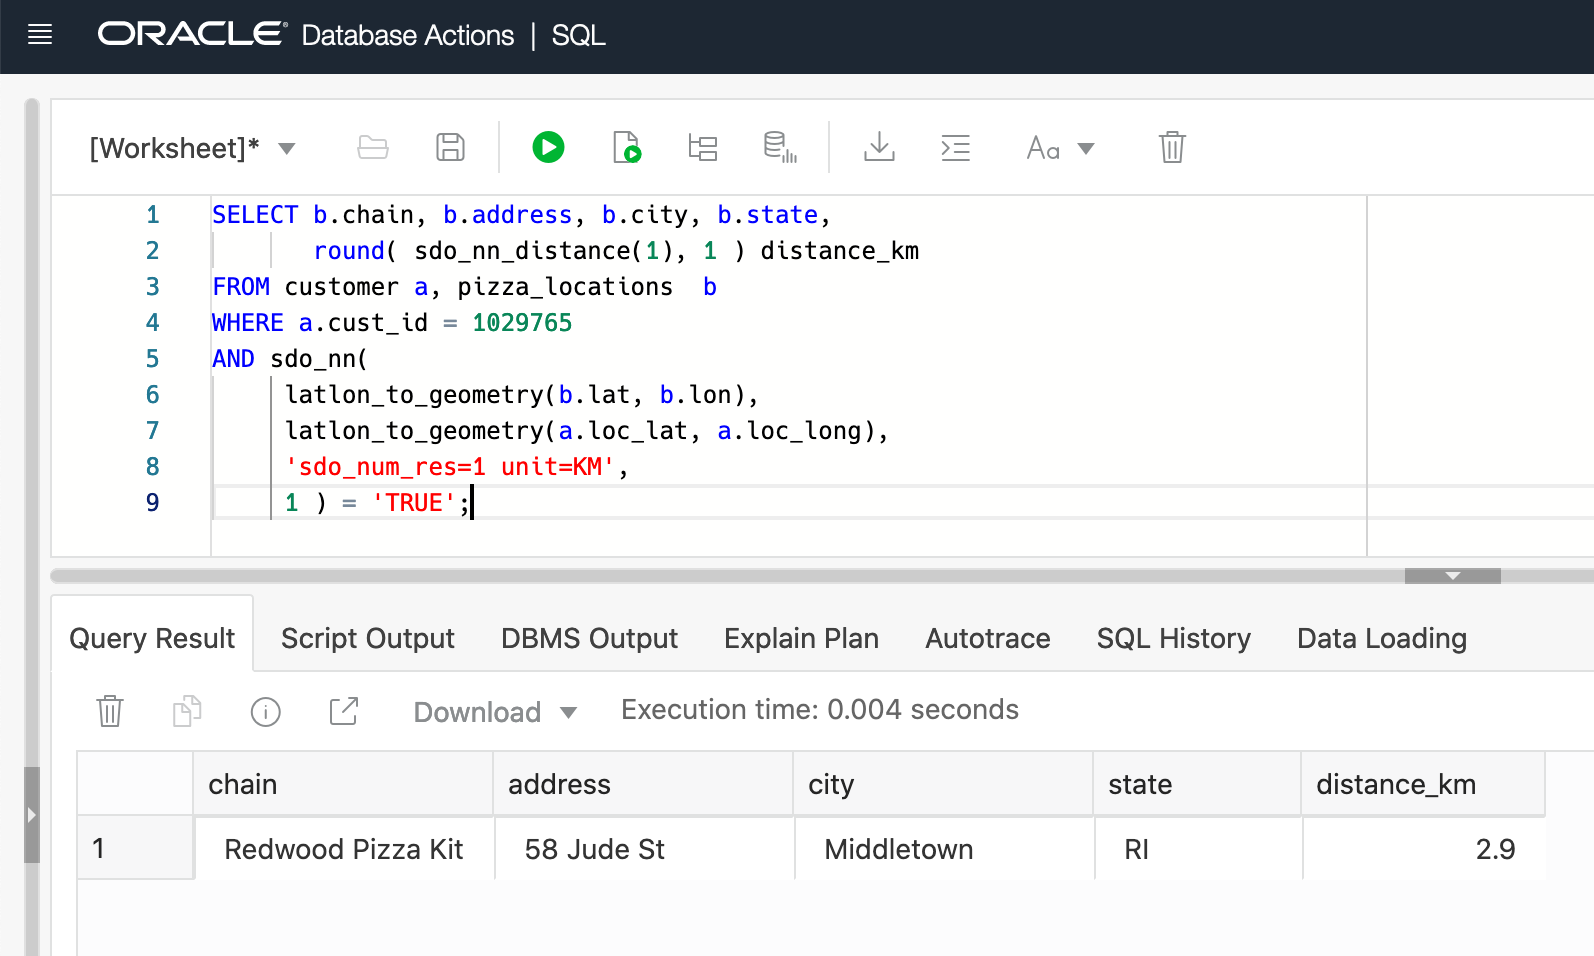 ORACLE® Database Actions | SQL
[Worksheet]*
Aa
1 SELECT b.chain, b.address, b.city, b.state,
2 round( sdo_nn_distance(1), 1 ) distance_km
3 FROM customer a, pizza_locations  b
4 WHERE a.cust_id = 1029765
5 AND sdo_nn(
6 latlon_to_geometry(b.lat, b.lon),
7 latlon_to_geometry(a.loc_lat, a.loc_long),
8 'sdo_num_res=1 unit=KM',
9 1 ) = 'TRUE';
Query Result Script Output DBMS Output Explain Plan Autotrace SQL History Data Loading
Download Execution time: 0.004 seconds
chain address city state distance_km
1 Redwood Pizza Kit 58 Jude St Middletown RI 2.9